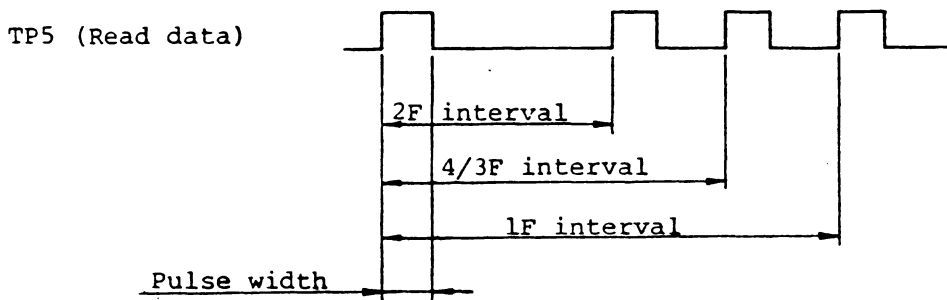 TP5 (Read data)
2F interval
4/3F interval
1F interval
Pulse width